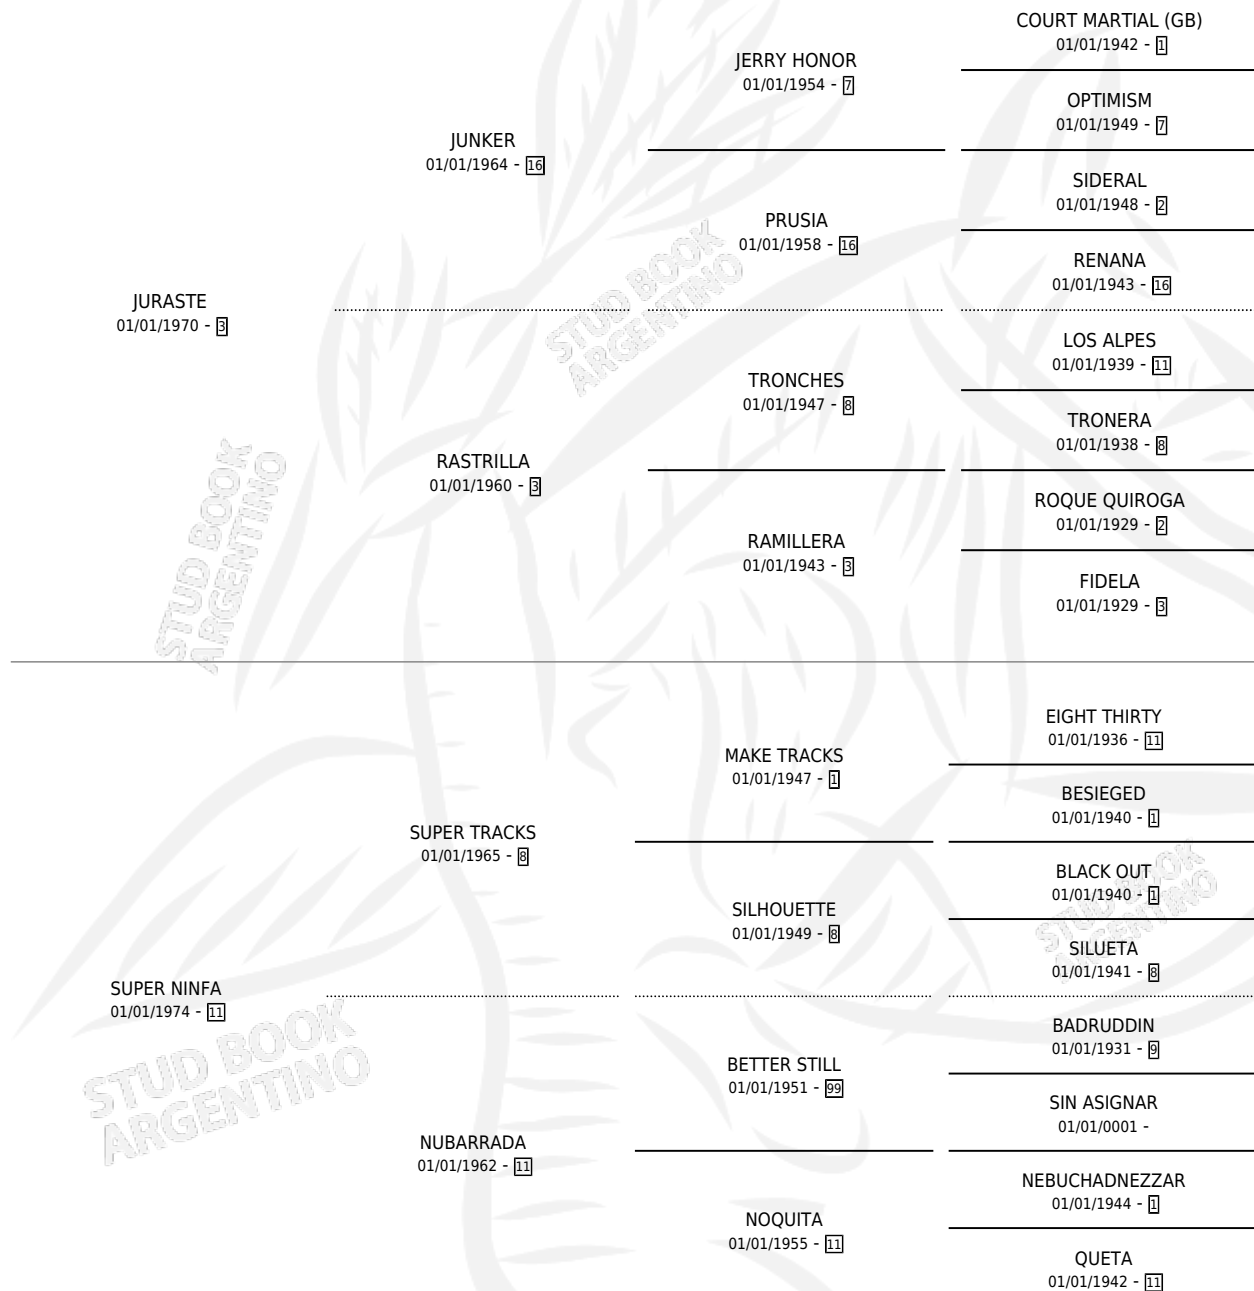 COURT MARTIAL (GB)
01/01/1942 - 1
JERRY HONOR
01/01/1954 - 7
OPTIMISM
01/01/1949 - 7
JUNKER
01/01/1964 - 16
SIDERAL
01/01/1948 - 2
PRUSIA
01/01/1958 - 16
RENANA
01/01/1943 - 16
JURASTE
01/01/1970 - 3
STUD BOOK
ARGENTINO
LOS ALPES
01/01/1939 - 11
TRONCHES
01/01/1947 - 8
TRONERA
01/01/1938 - 8
RASTRILLA
01/01/1960 - 3
ROQUE QUIROGA
01/01/1929 - 2
RAMILLERA
01/01/1943 - 3
FIDELA
01/01/1929 - 3
STUD BOOK
ARGENTINO
EIGHT THIRTY
01/01/1936 - 11
MAKE TRACKS
01/01/1947 - 1
BESIEGED
01/01/1940 - 1
SUPER TRACKS
01/01/1965 - 8
BLACK OUT
01/01/1940 - 1
SILHOUETTE
01/01/1949 - 8
STUD BOOK
ARGENTINO
SILUETA
01/01/1941 - 8
SUPER NINFA
01/01/1974 - 11
BADRUDDIN
01/01/1931 - 9
BETTER STILL
01/01/1951 - 99
STUD BOOK
ARGENTINO
SIN ASIGNAR
01/01/0001 -
NUBARRADA
01/01/1962 - 11
NEBUCHADNEZZAR
01/01/1944 - 1
NOQUITA
01/01/1955 - 11
QUETA
01/01/1942 - 11